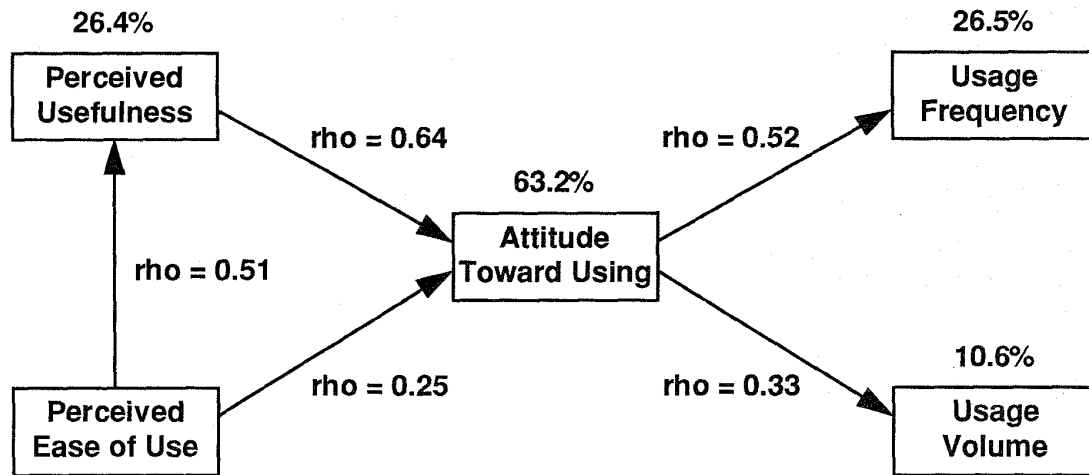 26.4%
Perceived
Usefulness
26.5%
Usage
Frequency
rho = 0.64
rho = 0.52
63.2%
Attitude
Toward Using
rho = 0.51
rho = 0.25
rho = 0.33
10.6%
Perceived
Ease of Use
Usage
Volume